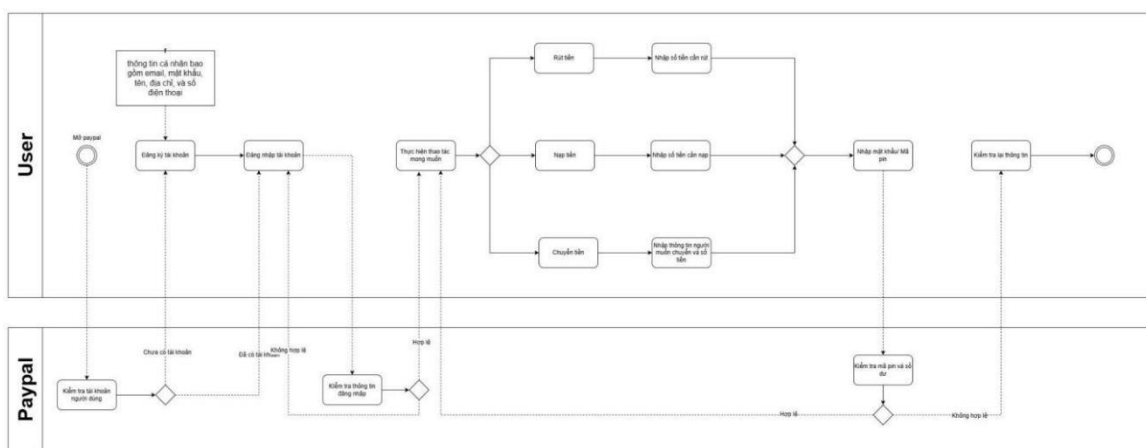 User
thông tin cá nhân bao
gồm email, mật khẩu,
tên, địa chỉ, và số
điện thoại
Mở paypal
Đăng ký tài khoản
Đăng nhập tài khoản
Thực hiện thao tác
mong muốn
Rút tiền
Nhập số tiền cần rút
Nạp tiền
Nhập số tiền cần nạp
Chuyển tiền
Nhập thông tin người
muốn chuyển và số
tiền
Nhập mật khẩu/ Mã
pin
Kiểm tra lại thông tin
Paypal
Kiểm tra tài khoản
người dùng
Chưa có tài khoản
Đã có tài
Không hợp lệ
Kiểm tra thông tin
đăng nhập
Hợp lệ
Kiểm tra mã pin và số
dư
Hợp lệ
Không hợp lệ